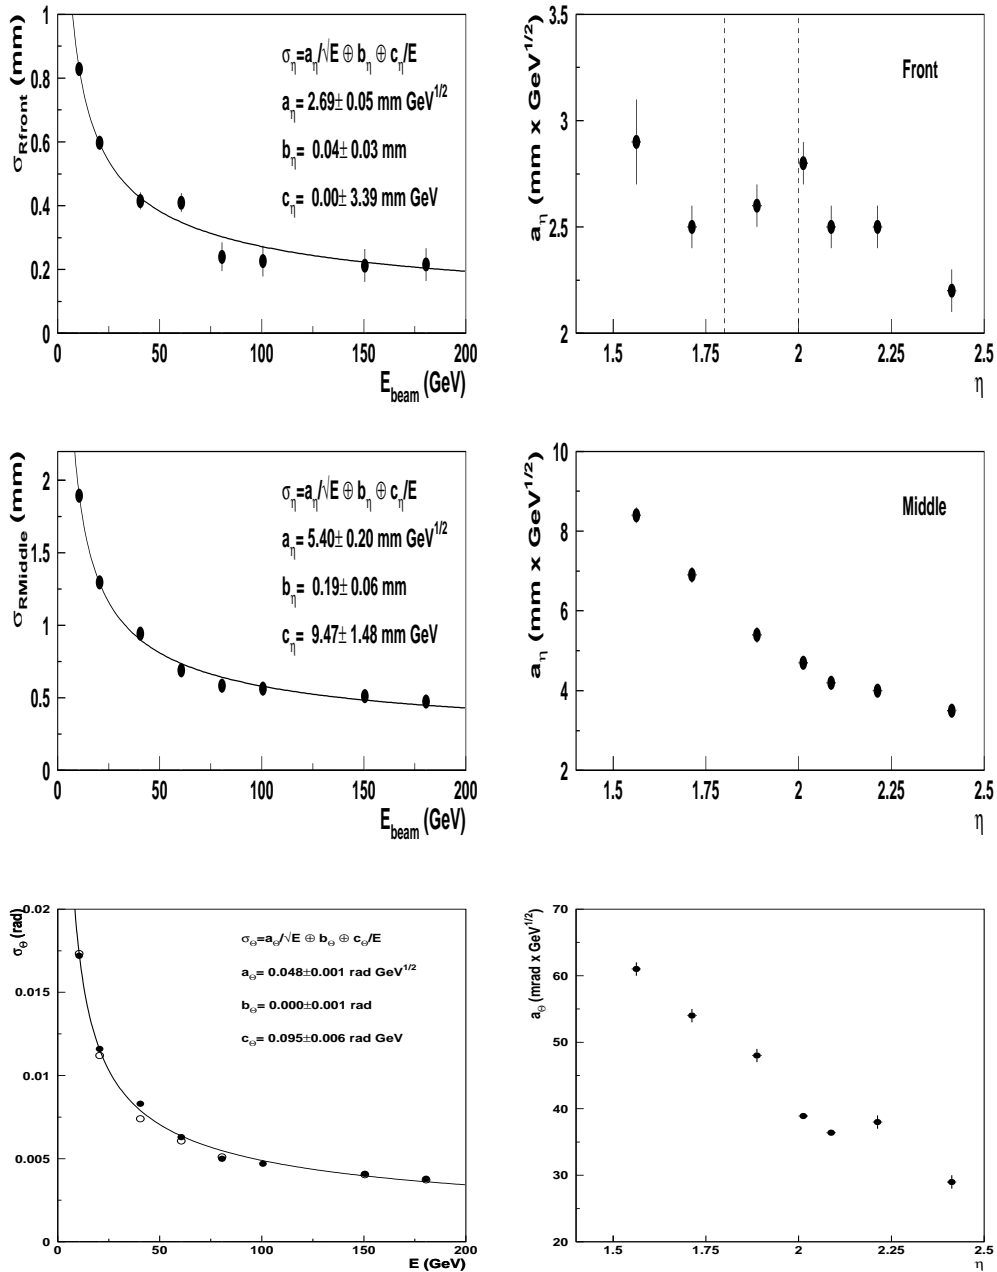 σ_Rfront (mm)
1
0.8
0.6
0.4
0.2
0
σ_η=a_η/√E ⊕ b_η ⊕ c_η/E
a_η= 2.69± 0.05 mm GeV^1/2
b_η= 0.04± 0.03 mm
c_η= 0.00± 3.39 mm GeV
0 50 100 150 200
E_beam (GeV)
a_η (mm x GeV^1/2)
3.5
3
2.5
2
Front
1.5 1.75 2 2.25 2.5
η
σ_RMiddle (mm)
2
1.5
1
0.5
0
σ_η=a_η/√E ⊕ b_η ⊕ c_η/E
a_η= 5.40± 0.20 mm GeV^1/2
b_η= 0.19± 0.06 mm
c_η= 9.47± 1.48 mm GeV
0 50 100 150 200
E_beam (GeV)
a_η (mm x GeV^1/2)
10
8
6
4
2
Middle
1.5 1.75 2 2.25 2.5
η
σ_Θ (rad)
0.02
0.015
0.01
0.005
0
σ_Θ=a_Θ/√E ⊕ b_Θ ⊕ c_Θ/E
a_Θ= 0.048±0.001 rad GeV^1/2
b_Θ= 0.000±0.001 rad
c_Θ= 0.095±0.006 rad GeV
0 50 100 150 200
E (GeV)
a_Θ (mrad x GeV^1/2)
70
60
50
40
30
20
1.5 1.75 2 2.25 2.5
η